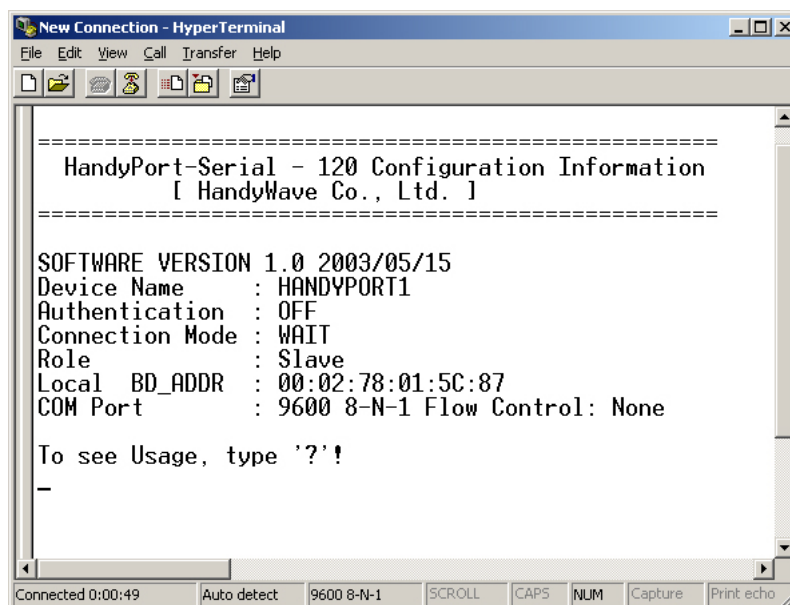 New Connection - HyperTerminal
File Edit View Call Transfer Help
==================================================
HandyPort-Serial - 120 Configuration Information
[ HandyWave Co., Ltd. ]
==================================================
SOFTWARE VERSION 1.0 2003/05/15
Device Name : HANDYPORT1
Authentication : OFF
Connection Mode : WAIT
Role : Slave
Local BD_ADDR : 00:02:78:01:5C:87
COM Port : 9600 8-N-1 Flow Control: None
To see Usage, type '?'!
_
Connected 0:00:49 Auto detect 9600 8-N-1 SCROLL CAPS NUM Capture Print echo